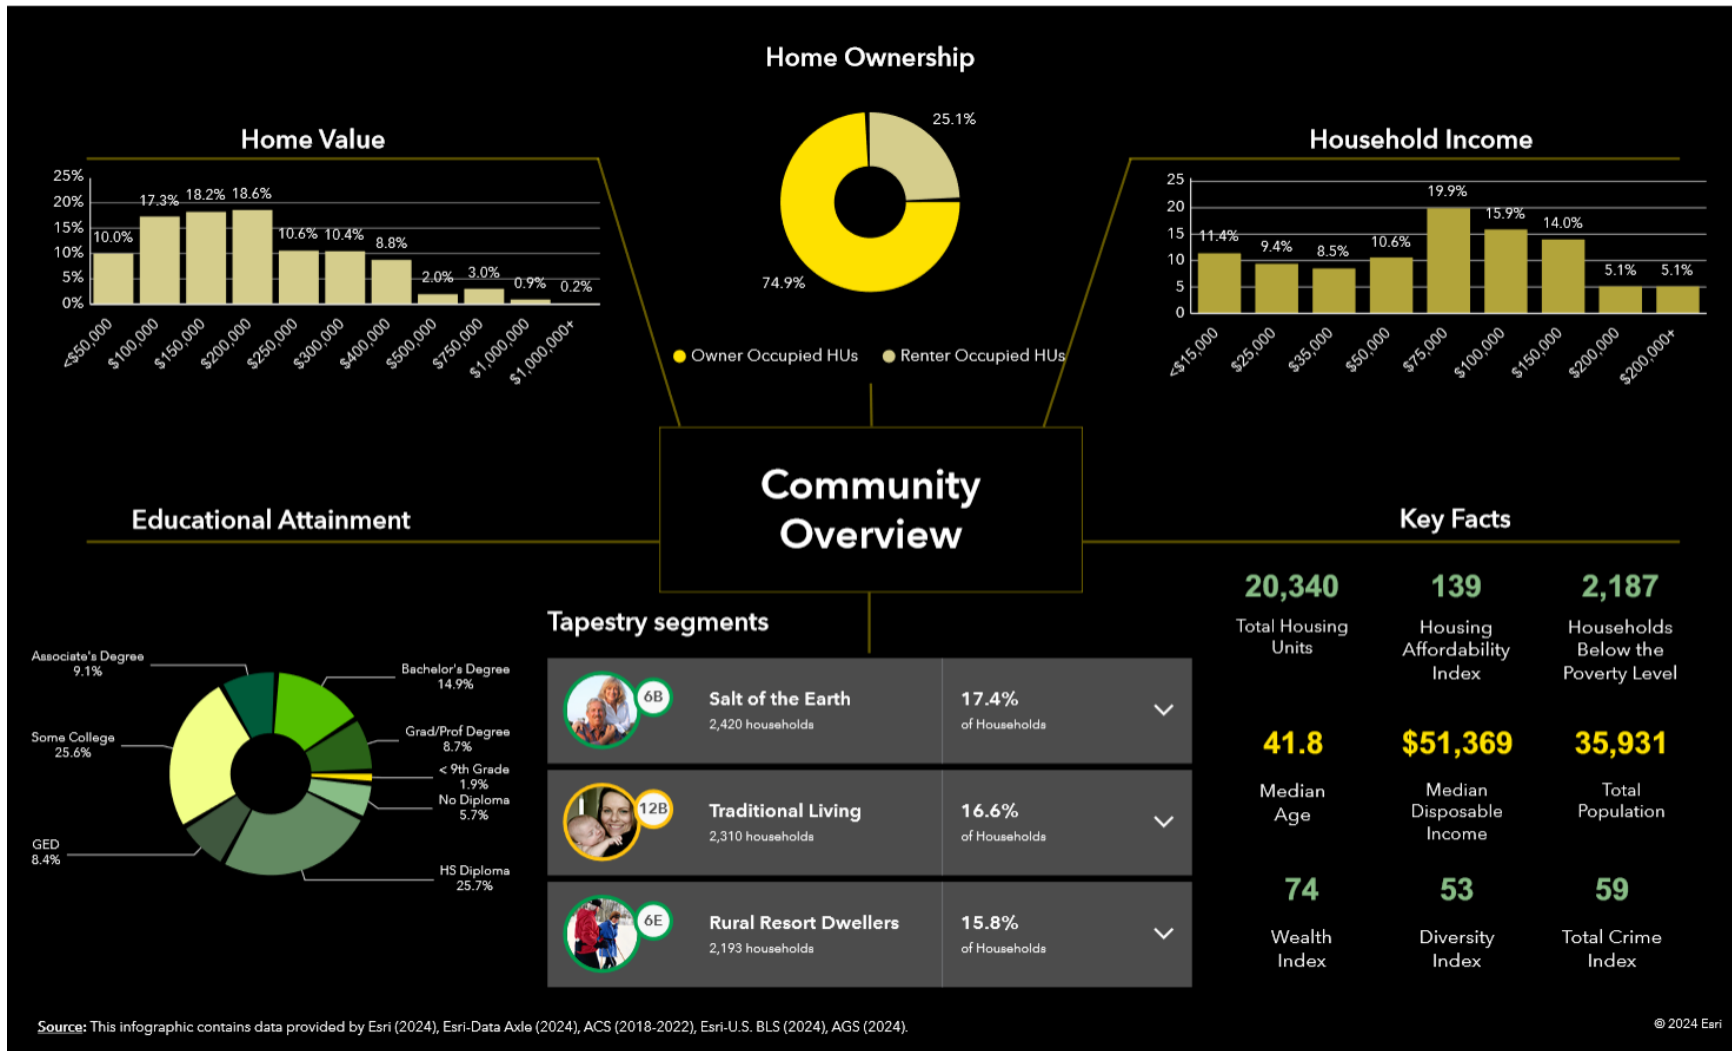 Home Ownership
25.1%
74.9%
Owner Occupied HUs
Renter Occupied HUs
Home Value
25%
20%
15%
10%
5%
0%
10.0%
17.3%
18.2%
18.6%
10.6%
10.4%
8.8%
2.0%
3.0%
0.9%
0.2%
<$50,000
$100,000
$150,000
$200,000
$250,000
$300,000
$400,000
$500,000
$750,000
$1,000,000
$1,000,000+
Household Income
25
20
15
10
5
0
11.4%
9.4%
8.5%
10.6%
19.9%
15.9%
14.0%
5.1%
5.1%
<$15,000
$25,000
$35,000
$50,000
$75,000
$100,000
$150,000
$200,000
$200,000+
Community
Overview
Educational Attainment
Associate's Degree
9.1%
Bachelor's Degree
14.9%
Some College
25.6%
Grad/Prof Degree
8.7%
< 9th Grade
1.9%
No Diploma
5.7%
GED
8.4%
HS Diploma
25.7%
Tapestry segments
6B
Salt of the Earth
2,420 households
17.4%
of Households
12B
Traditional Living
2,310 households
16.6%
of Households
6E
Rural Resort Dwellers
2,193 households
15.8%
of Households
Key Facts
20,340
Total Housing
Units
139
Housing
Affordability
Index
2,187
Households
Below the
Poverty Level
41.8
Median
Age
$51,369
Median
Disposable
Income
35,931
Total
Population
74
Wealth
Index
53
Diversity
Index
59
Total Crime
Index
Source: This infographic contains data provided by Esri (2024), Esri-Data Axle (2024), ACS (2018-2022), Esri-U.S. BLS (2024), AGS (2024).
© 2024 Esri